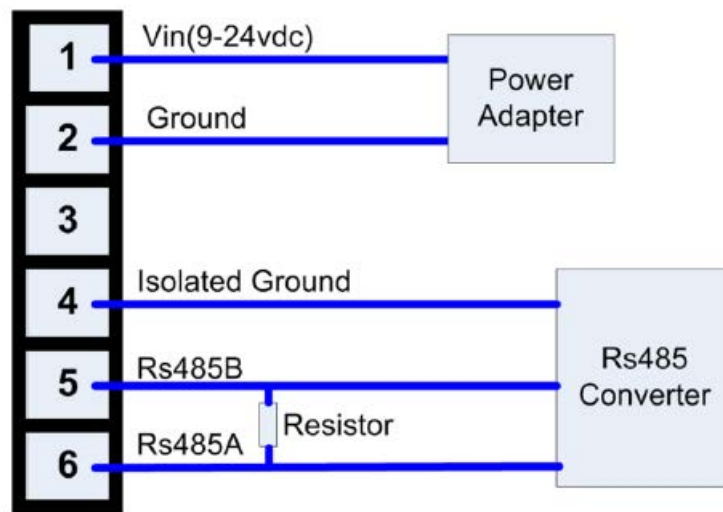 1
Vin(9-24vdc)
Power
Adapter
2
Ground
3
4
Isolated Ground
Rs485
Converter
5
Rs485B
Resistor
6
Rs485A